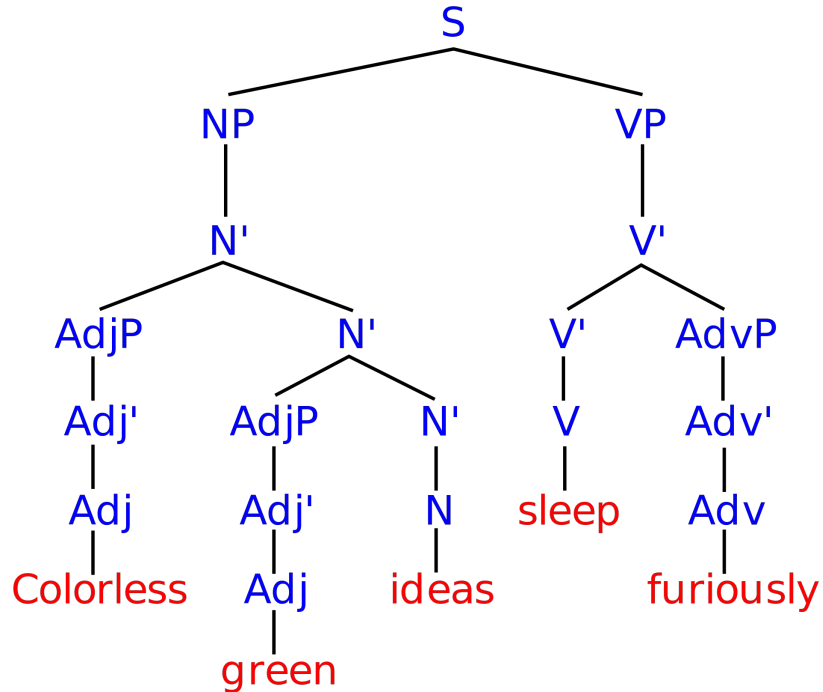 S
NP VP
N' V'
AdjP N' V' AdvP
Adj' AdjP N' V Adv'
Adj Adj' N sleep Adv
Colorless Adj ideas furiously
green